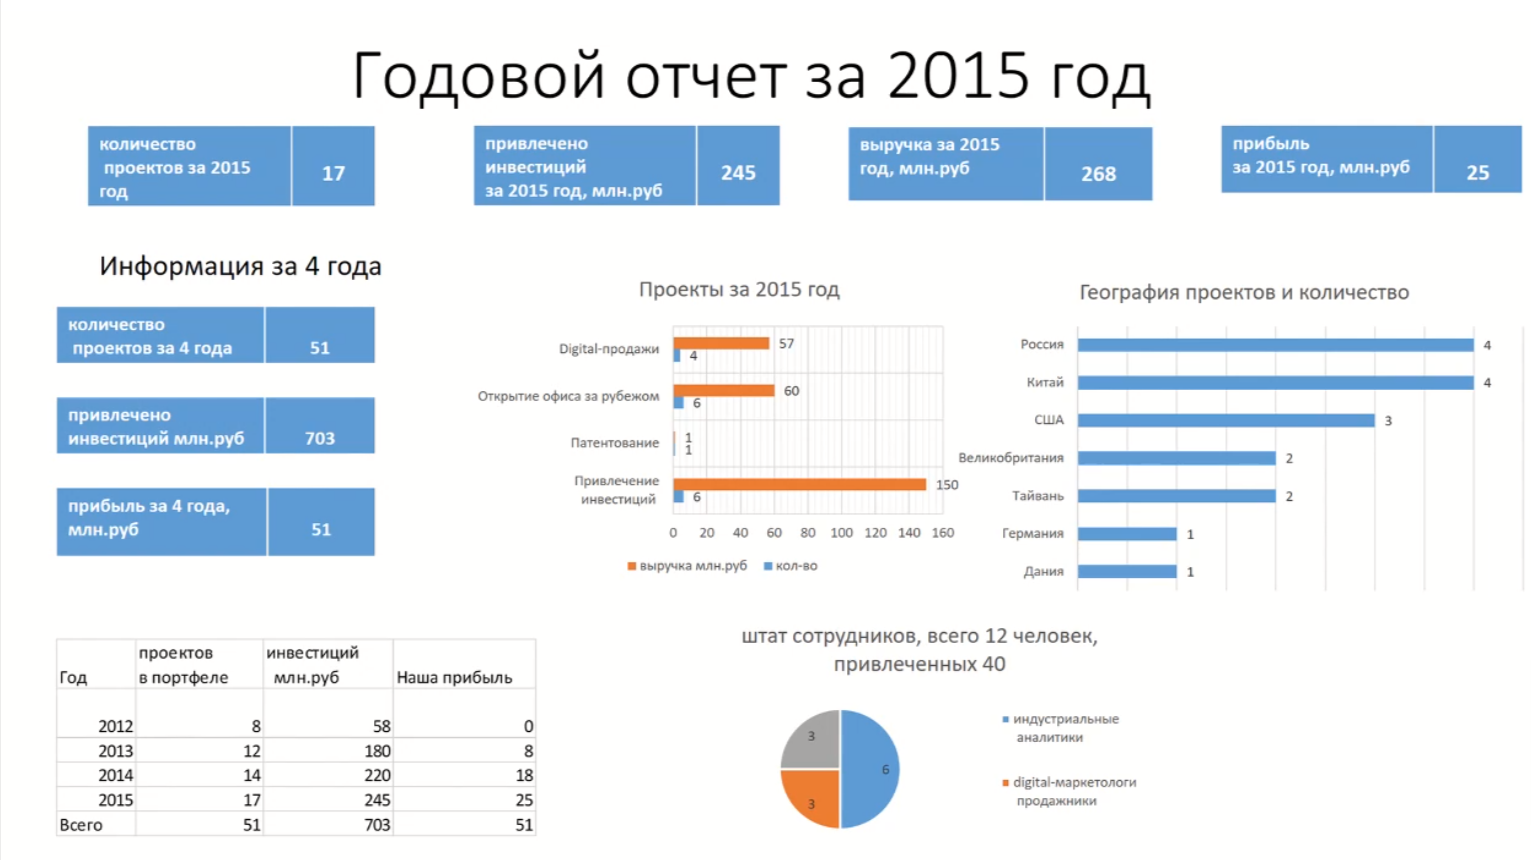 Годовой отчет за 2015 год
количество
проектов за 2015
год
17
привлечено
инвестиций
за 2015 год, млн.руб
245
выручка за 2015
год, млн.руб
268
прибыль
за 2015 год, млн.руб
25
Информация за 4 года
количество
проектов за 4 года
51
привлечено
инвестиций млн.руб
703
прибыль за 4 года,
млн.руб
51
Проекты за 2015 год
Digital-продажи
57
4
Открытие офиса за рубежом
60
6
Патентование
1
1
Привлечение
инвестиций
150
6
0 20 40 60 80 100 120 140 160
выручка млн.руб кол-во
География проектов и количество
Россия 4
Китай 4
США 3
Великобритания 2
Тайвань 2
Германия 1
Дания 1
Год
проектов
в портфеле
инвестиций
млн.руб
Наша прибыль
2012 8 58 0
2013 12 180 8
2014 14 220 18
2015 17 245 25
Всего 51 703 51
штат сотрудников, всего 12 человек,
привлеченных 40
3
6
3
индустриальные
аналитики
digital-маркетологи
продажники